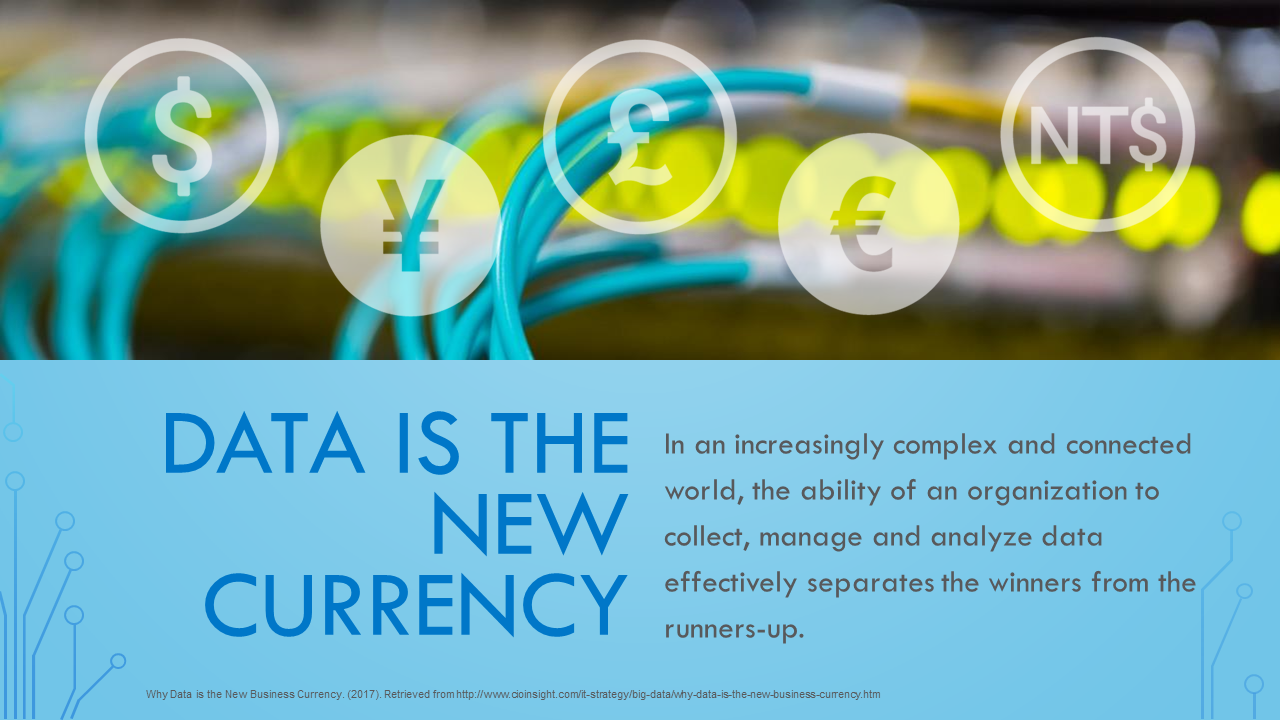 $
¥
£
€
NT$
DATA IS THE
NEW
CURRENCY
In an increasingly complex and connected
world, the ability of an organization to
collect, manage and analyze data
effectively separates the winners from the
runners-up.
Why Data is the New Business Currency. (2017). Retrieved from http://www.cioinsight.com/it-strategy/big-data/why-data-is-the-new-business-currency.htm